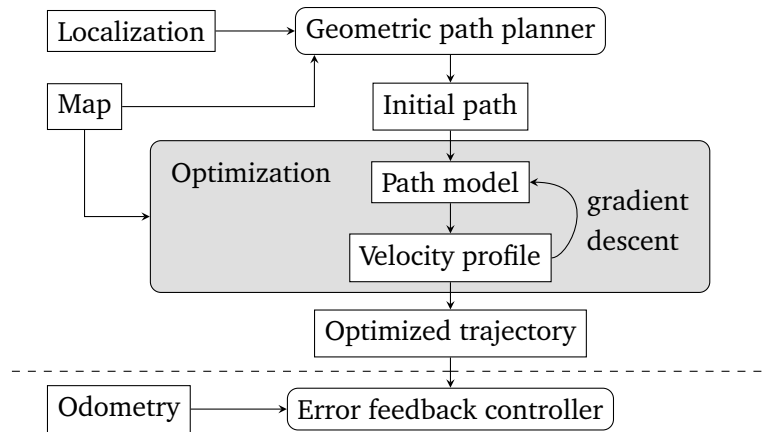 Localization
Geometric path planner
Map
Initial path
Optimization
Path model
gradient
descent
Velocity profile
Optimized trajectory
Odometry
Error feedback controller